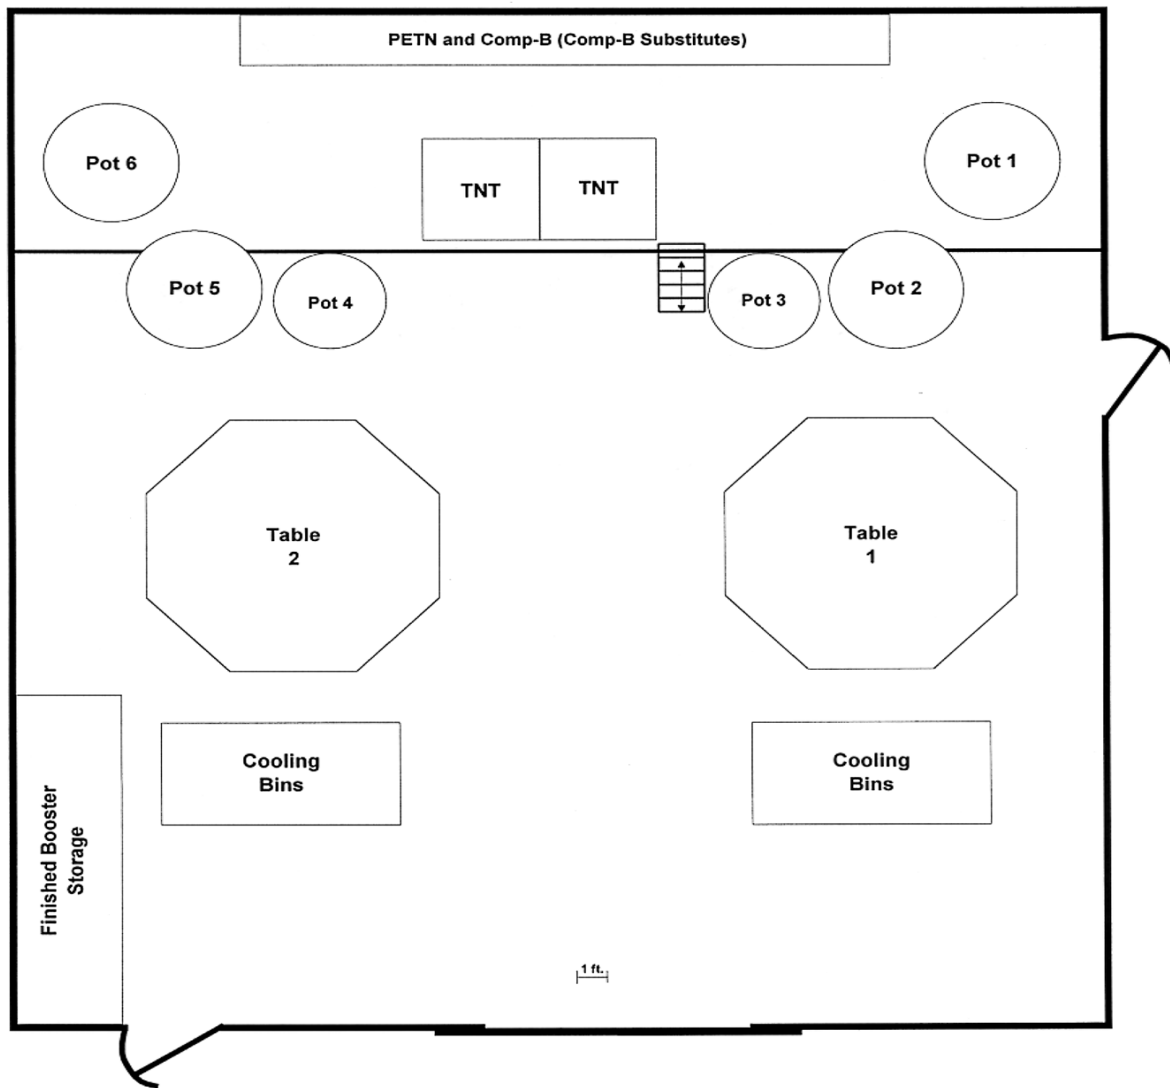 PETN and Comp-B (Comp-B Substitutes)
Pot 6
TNT
TNT
Pot 1
Pot 5
Pot 4
Pot 3
Pot 2
Table
2
Table
1
Cooling
Bins
Cooling
Bins
Finished Booster
Storage
1 ft.